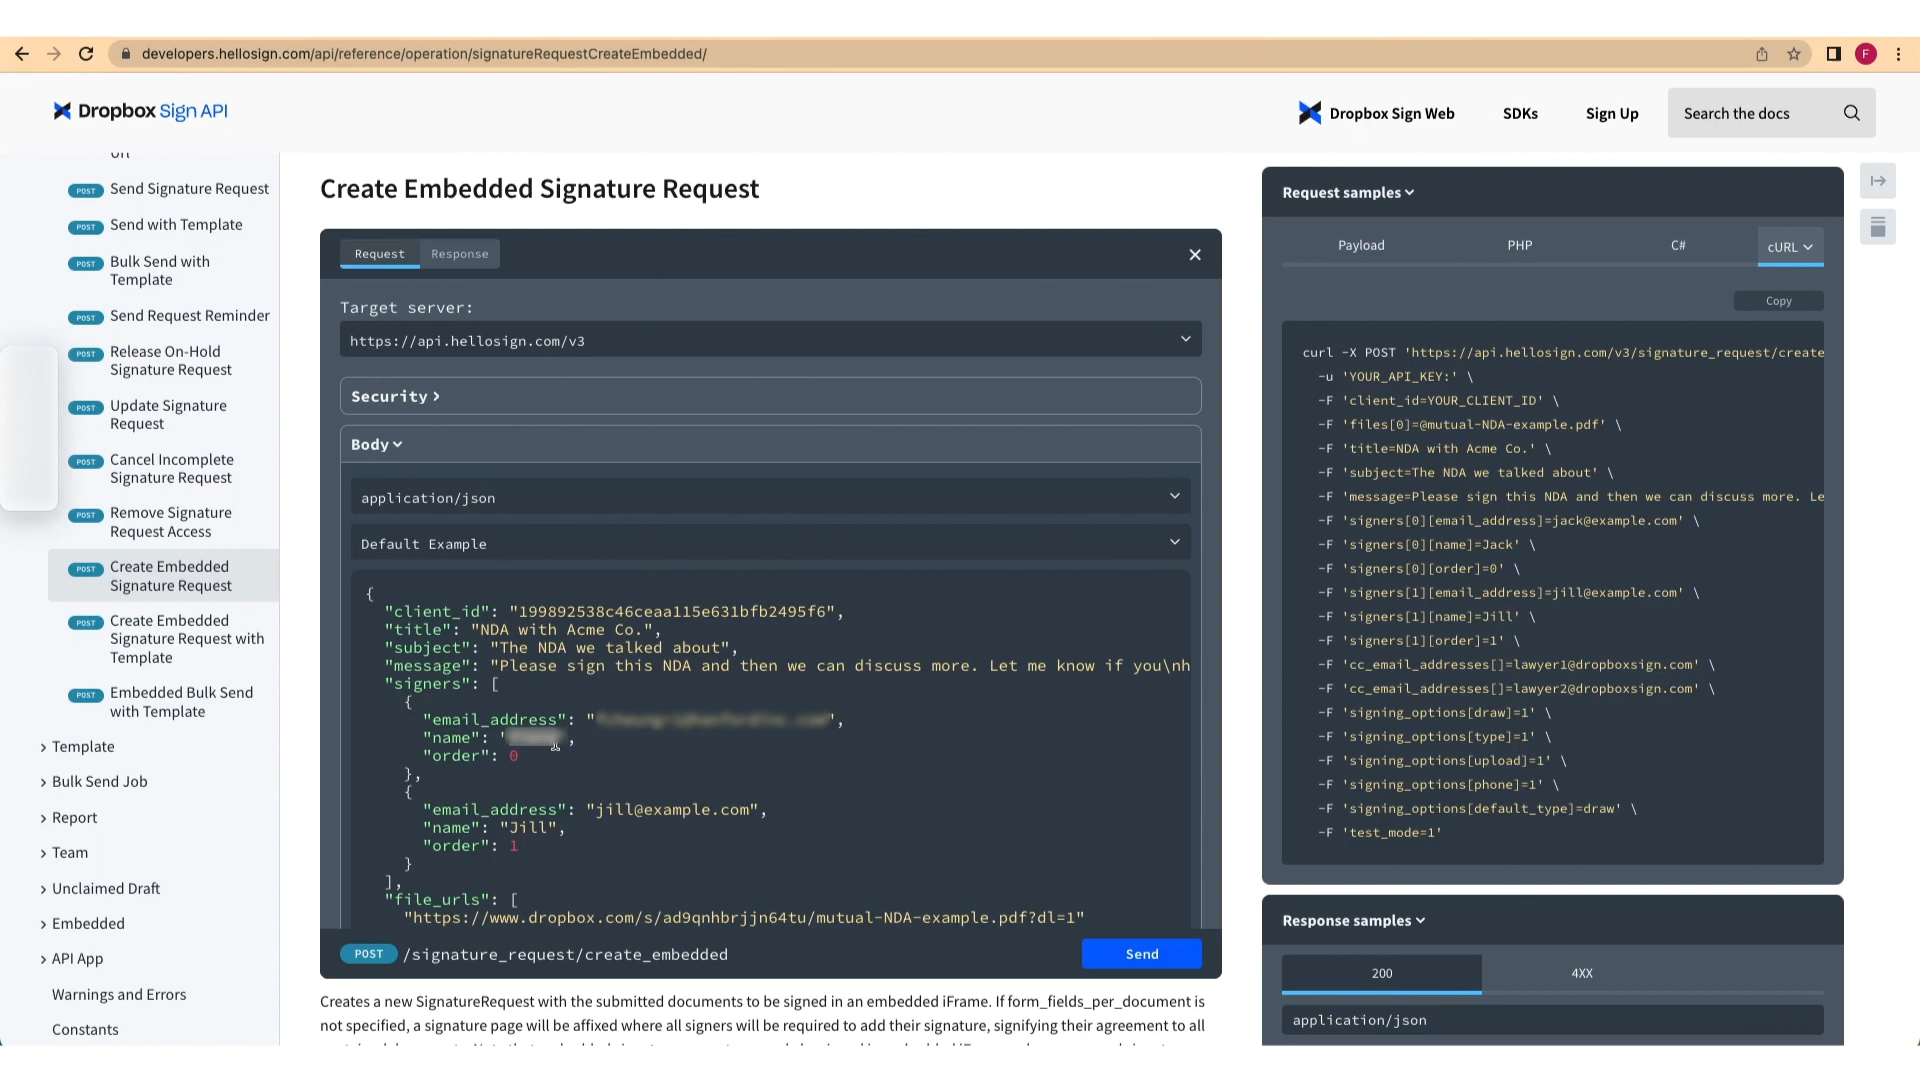 developers.hellosign.com/api/reference/operation/signatureRequestCreateEmbedded/
F
Dropbox Sign API
Dropbox Sign Web
SDKs
Sign Up
Search the docs
Url
POST Send Signature Request
POST Send with Template
POST Bulk Send with
Template
POST Send Request Reminder
POST Release On-Hold
Signature Request
POST Update Signature
Request
POST Cancel Incomplete
Signature Request
POST Remove Signature
Request Access
POST Create Embedded
Signature Request
POST Create Embedded
Signature Request with
Template
POST Embedded Bulk Send
with Template
Template
Bulk Send Job
Report
Team
Unclaimed Draft
Embedded
API App
Warnings and Errors
Constants
Create Embedded Signature Request
Request Response
Target server:
https://api.hellosign.com/v3
Security
Body
application/json
Default Example
{
"client_id": "199892538c46ceaa115e631bfb2495f6",
"title": "NDA with Acme Co.",
"subject": "The NDA we talked about",
"message": "Please sign this NDA and then we can discuss more. Let me know if you\nh
"signers": [
{
"email_address": "
"name":
"order": 0
},
{
"email_address": "jill@example.com",
"name": "Jill",
"order": 1
}
],
"file_urls": [
"https://www.dropbox.com/s/ad9qnhbrjjn64tu/mutual-NDA-example.pdf?dl=1"
POST /signature_request/create_embedded
Send
Creates a new SignatureRequest with the submitted documents to be signed in an embedded iFrame. If form_fields_per_document is
not specified, a signature page will be affixed where all signers will be required to add their signature, signifying their agreement to all
Request samples
Payload PHP C# cURL
Copy
curl -X POST 'https://api.hellosign.com/v3/signature_request/create
-u 'YOUR_API_KEY:' \
-F 'client_id=YOUR_CLIENT_ID' \
-F 'files[0]=@mutual-NDA-example.pdf' \
-F 'title=NDA with Acme Co.' \
-F 'subject=The NDA we talked about' \
-F 'message=Please sign this NDA and then we can discuss more. Le
-F 'signers[0][email_address]=jack@example.com' \
-F 'signers[0][name]=Jack' \
-F 'signers[0][order]=0' \
-F 'signers[1][email_address]=jill@example.com' \
-F 'signers[1][name]=Jill' \
-F 'signers[1][order]=1' \
-F 'cc_email_addresses[]=lawyer1@dropboxsign.com' \
-F 'cc_email_addresses[]=lawyer2@dropboxsign.com' \
-F 'signing_options[draw]=1' \
-F 'signing_options[type]=1' \
-F 'signing_options[upload]=1' \
-F 'signing_options[phone]=1' \
-F 'signing_options[default_type]=draw' \
-F 'test_mode=1'
Response samples
200 4XX
application/json